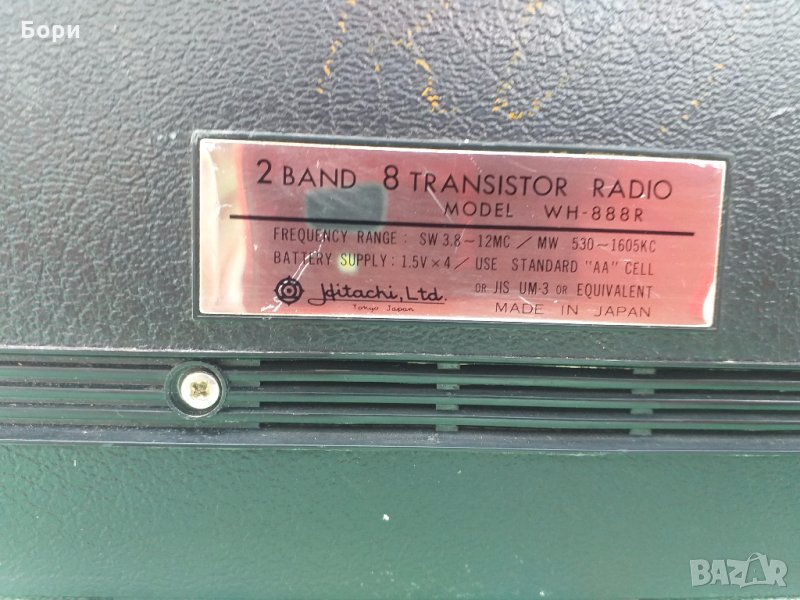 Бори
2 BAND 8 TRANSISTOR RADIO
MODEL WH-888R
FREQUENCY RANGE : SW 3.8~12MC / MW 530~1605KC
BATTERY SUPPLY : 1.5V × 4 / USE STANDARD "AA" CELL
OR JIS UM-3 OR EQUIVALENT
Hitachi, Ltd.
Tokyo Japan
MADE IN JAPAN
BAZAR